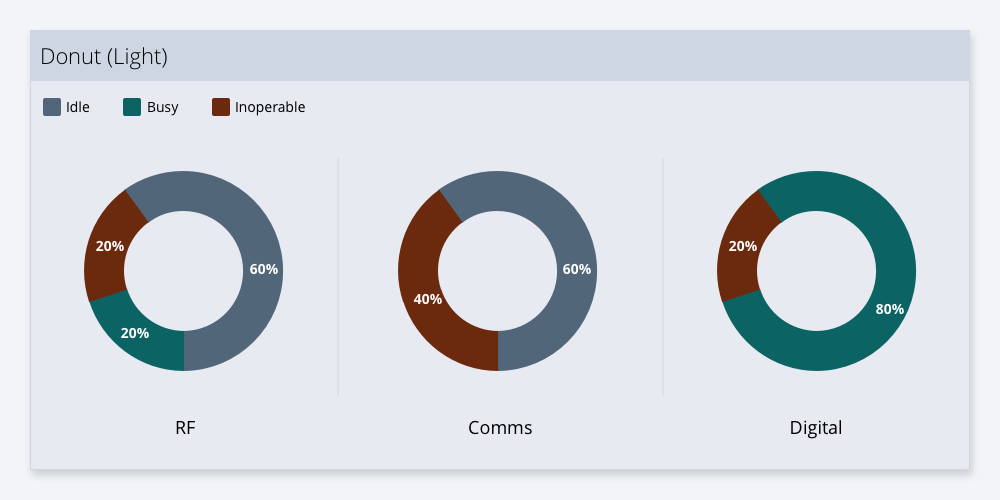 Donut (Light)
Idle Busy Inoperable
20% 60% 20%
60% 40%
20% 80%
RF Comms Digital